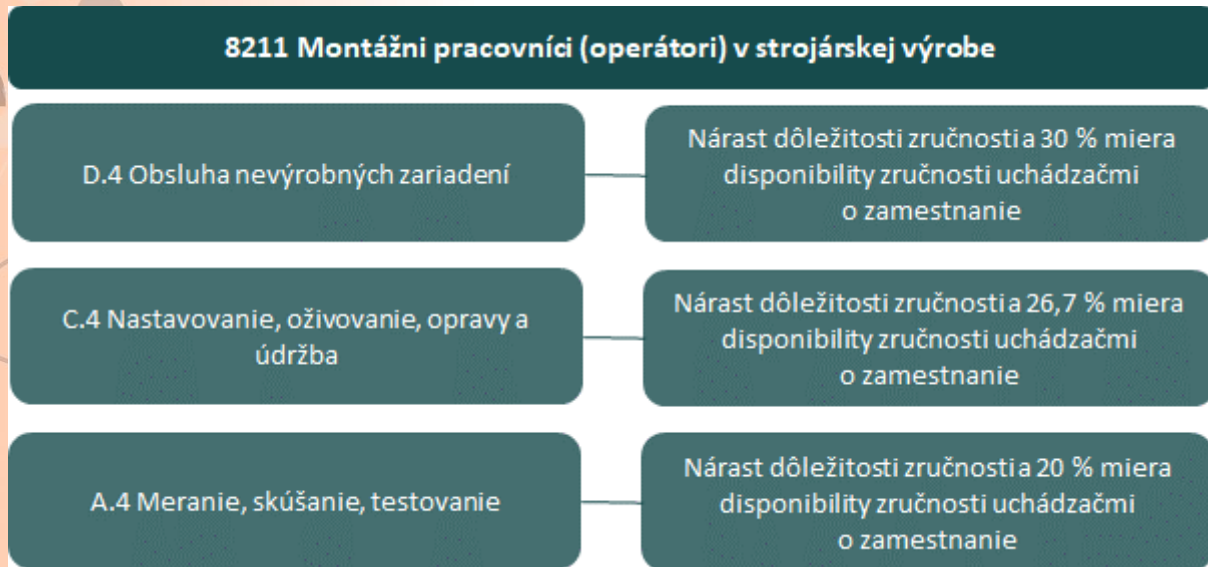 8211 Montážni pracovníci (operátori) v strojárskej výrobe
D.4 Obsluha nevýrobných zariadení
Nárast dôležitosti zručnosti a 30 % miera
disponibility zručnosti uchádzačmi
o zamestnanie
C.4 Nastavovanie, oživovanie, opravy a
údržba
Nárast dôležitosti zručnosti a 26,7 % miera
disponibility zručnosti uchádzačmi
o zamestnanie
A.4 Meranie, skúšanie, testovanie
Nárast dôležitosti zručnosti a 20 % miera
disponibility zručnosti uchádzačmi
o zamestnanie